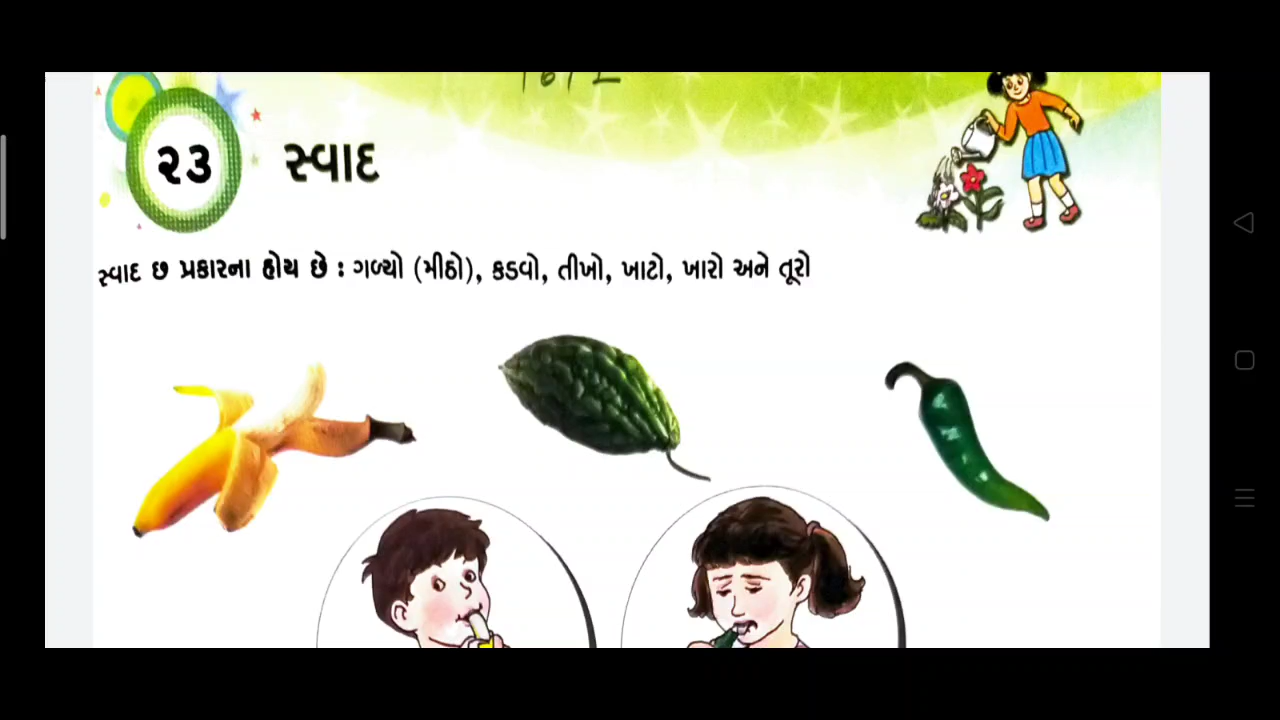 ૨૩
સ્વાદ
સ્વાદ છ પ્રકારના હોય છે : ગળ્યો (મીઠો), કડવો, તીખો, ખાટો, ખારો અને તૂરો